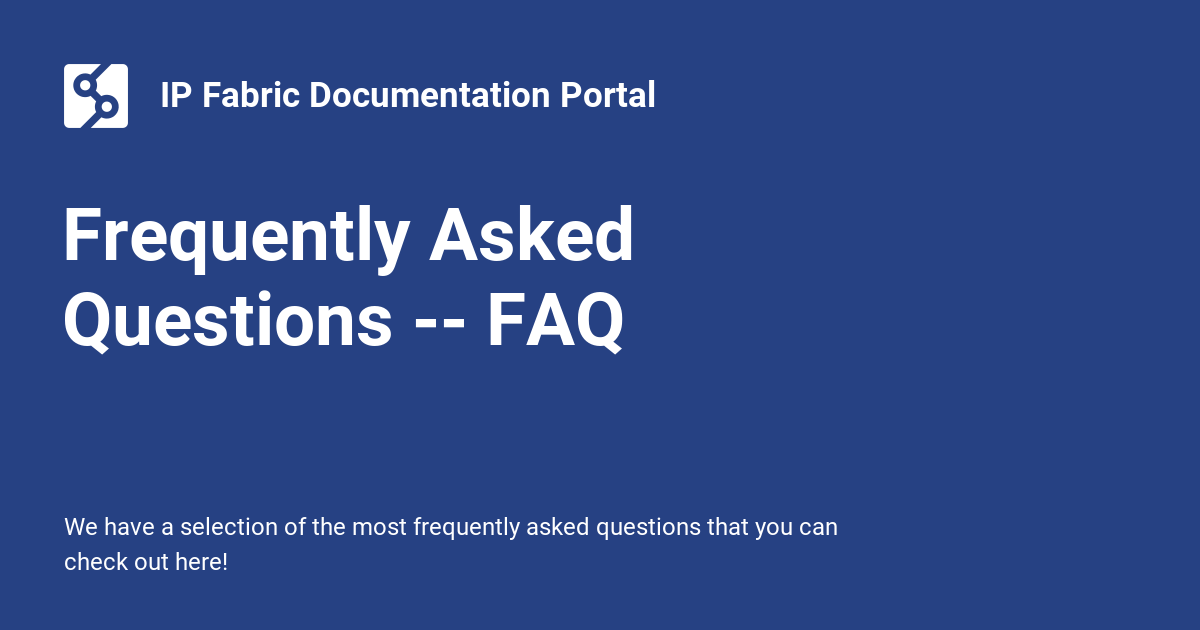 IP Fabric Documentation Portal
Frequently Asked
Questions -- FAQ
We have a selection of the most frequently asked questions that you can
check out here!